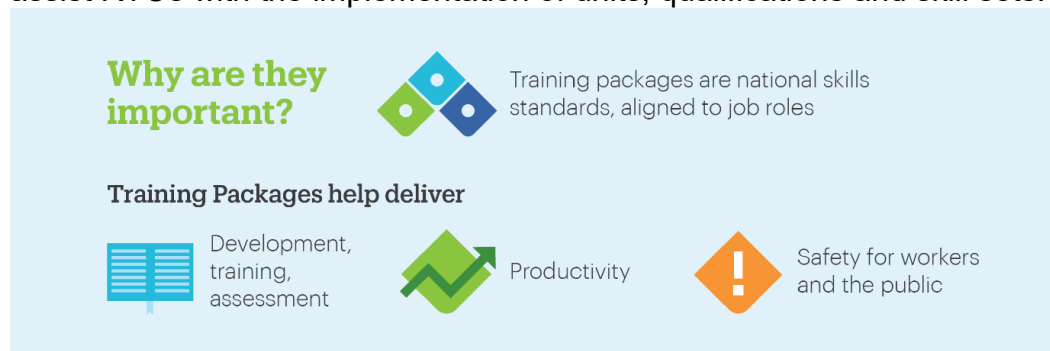 Why are they
important?
Training packages are national skills
standards, aligned to job roles
Training Packages help deliver
Development,
training,
assessment
Productivity
Safety for workers
and the public